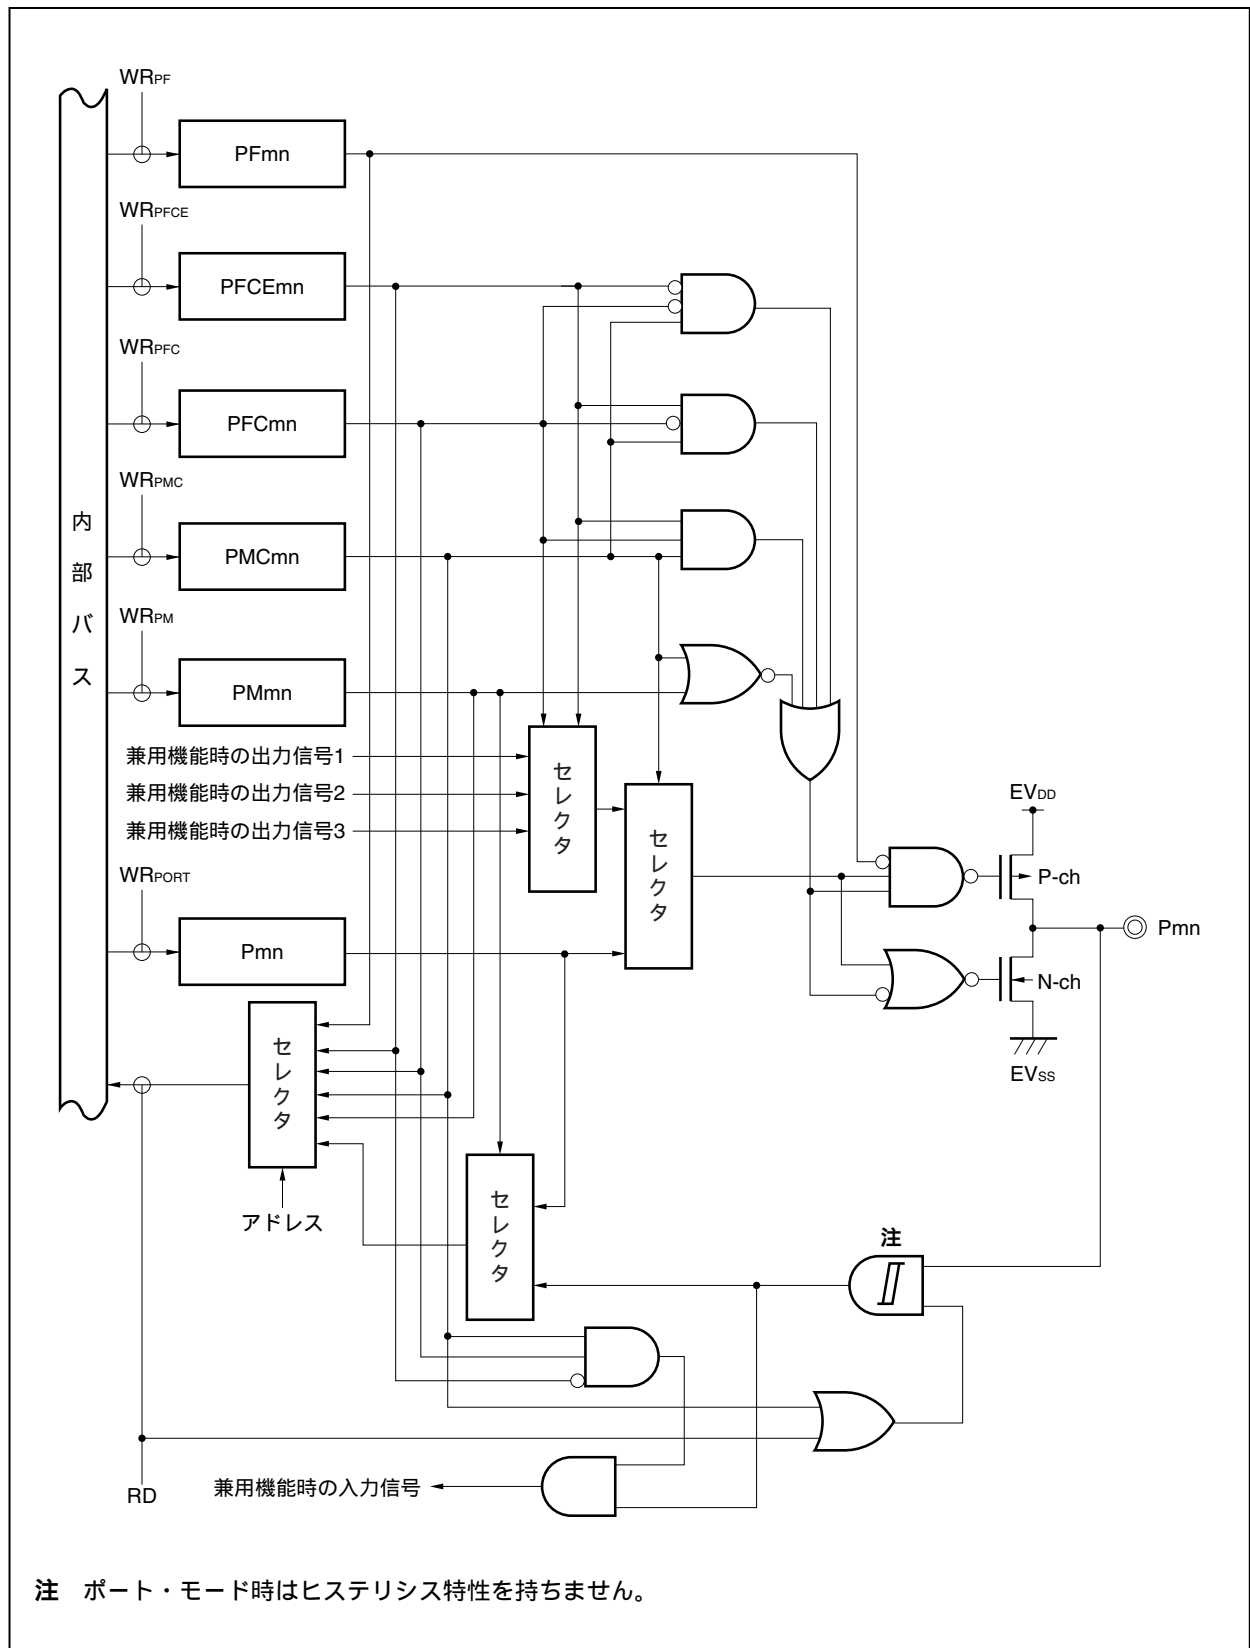 WRPF
PFmn
WRPFCE
PFCEmn
WRPFC
PFCmn
WRPMC
PMCmn
内部バス
WRPM
PMmn
兼用機能時の出力信号1
兼用機能時の出力信号2
兼用機能時の出力信号3
セレクタ
セレクタ
EVDD
P-ch
WRPORT
Pmn
Pmn
N-ch
EVSS
セレクタ
アドレス
セレクタ
注
RD
兼用機能時の入力信号
注 ポート・モード時はヒステリシス特性を持ちません。